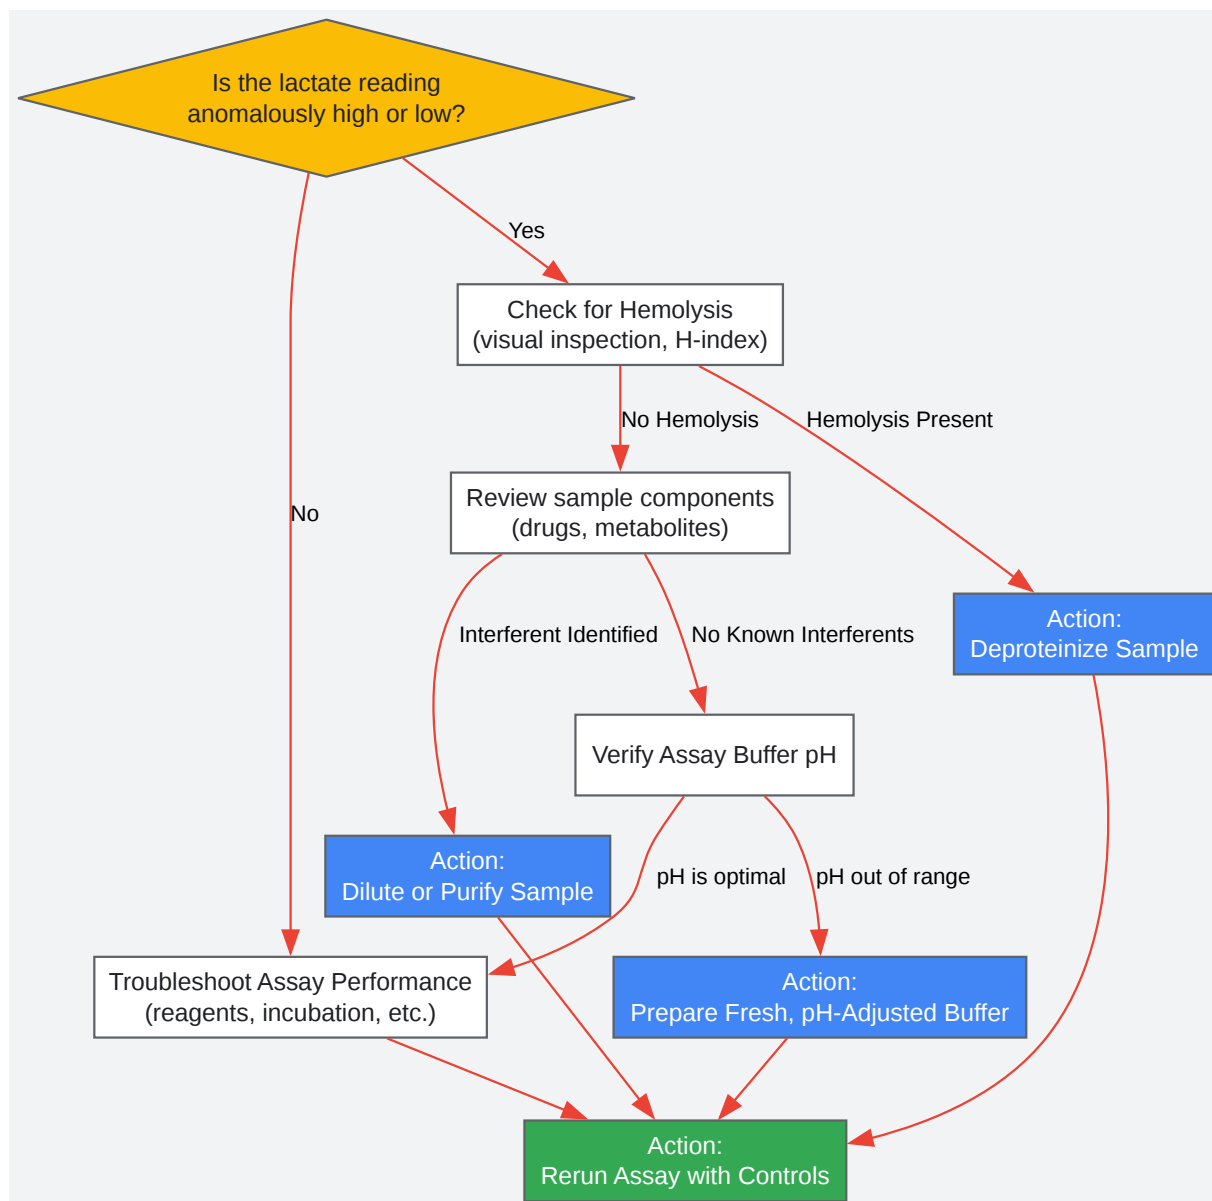 Is the lactate reading
anomalously high or low?
Yes
Check for Hemolysis
(visual inspection, H-index)
No Hemolysis
Hemolysis Present
Review sample components
(drugs, metabolites)
No
Action:
Deproteinize Sample
Interferent Identified
No Known Interferents
Verify Assay Buffer pH
Action:
Dilute or Purify Sample
pH is optimal
pH out of range
Troubleshoot Assay Performance
(reagents, incubation, etc.)
Action:
Prepare Fresh, pH-Adjusted Buffer
Action:
Rerun Assay with Controls